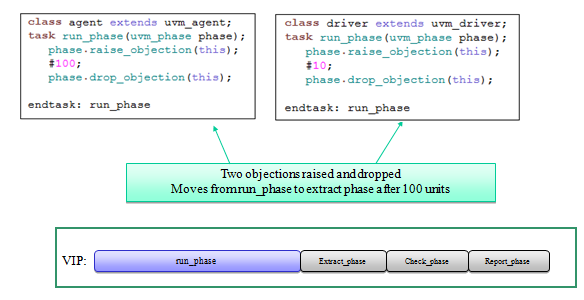 class agent extends uvm_agent;
task run_phase(uvm_phase phase);
phase.raise_objection(this);
#100;
phase.drop_objection(this);
endtask: run_phase
class driver extends uvm_driver;
task run_phase(uvm_phase phase);
phase.raise_objection(this);
#10;
phase.drop_objection(this);
endtask: run_phase
Two objections raised and dropped
Moves from run_phase to extract phase after 100 units
VIP: run_phase Extract_phase Check_phase Report_phase